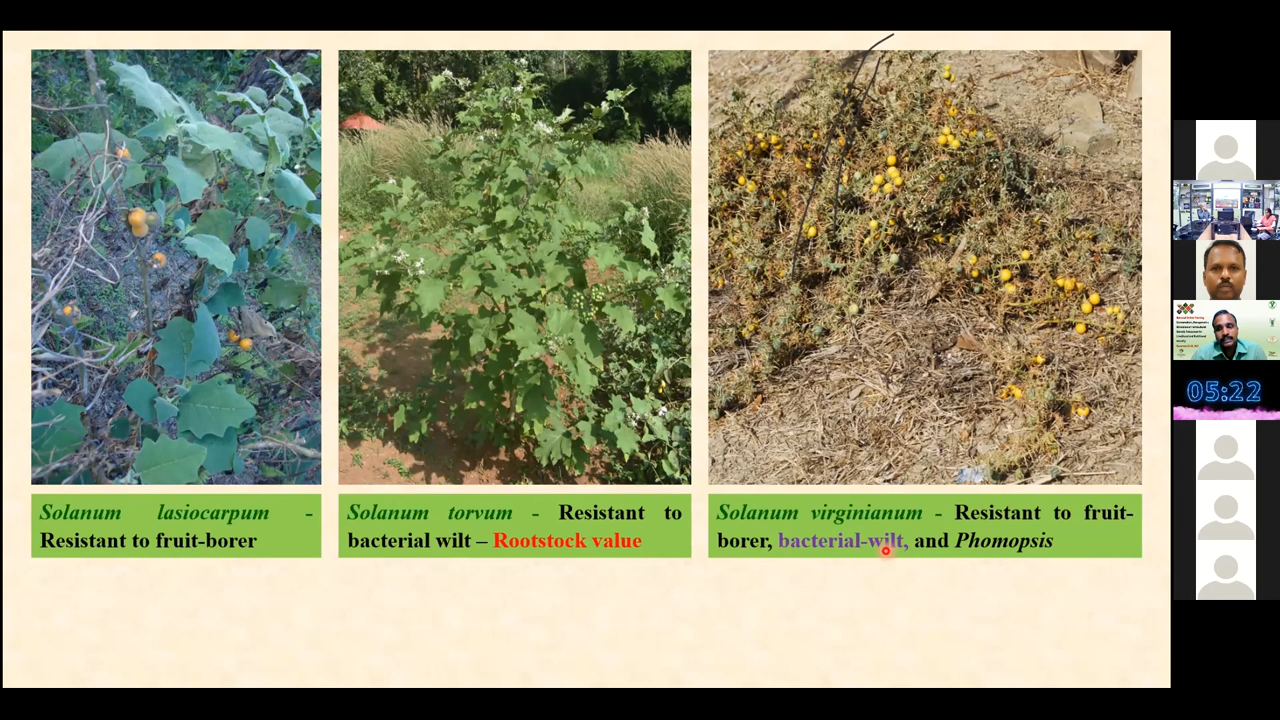 Solanum lasiocarpum -
Resistant to fruit-borer
Solanum torvum - Resistant to
bacterial wilt – Rootstock value
Solanum virginianum - Resistant to fruit-
borer, bacterial-wilt, and Phomopsis
05:22